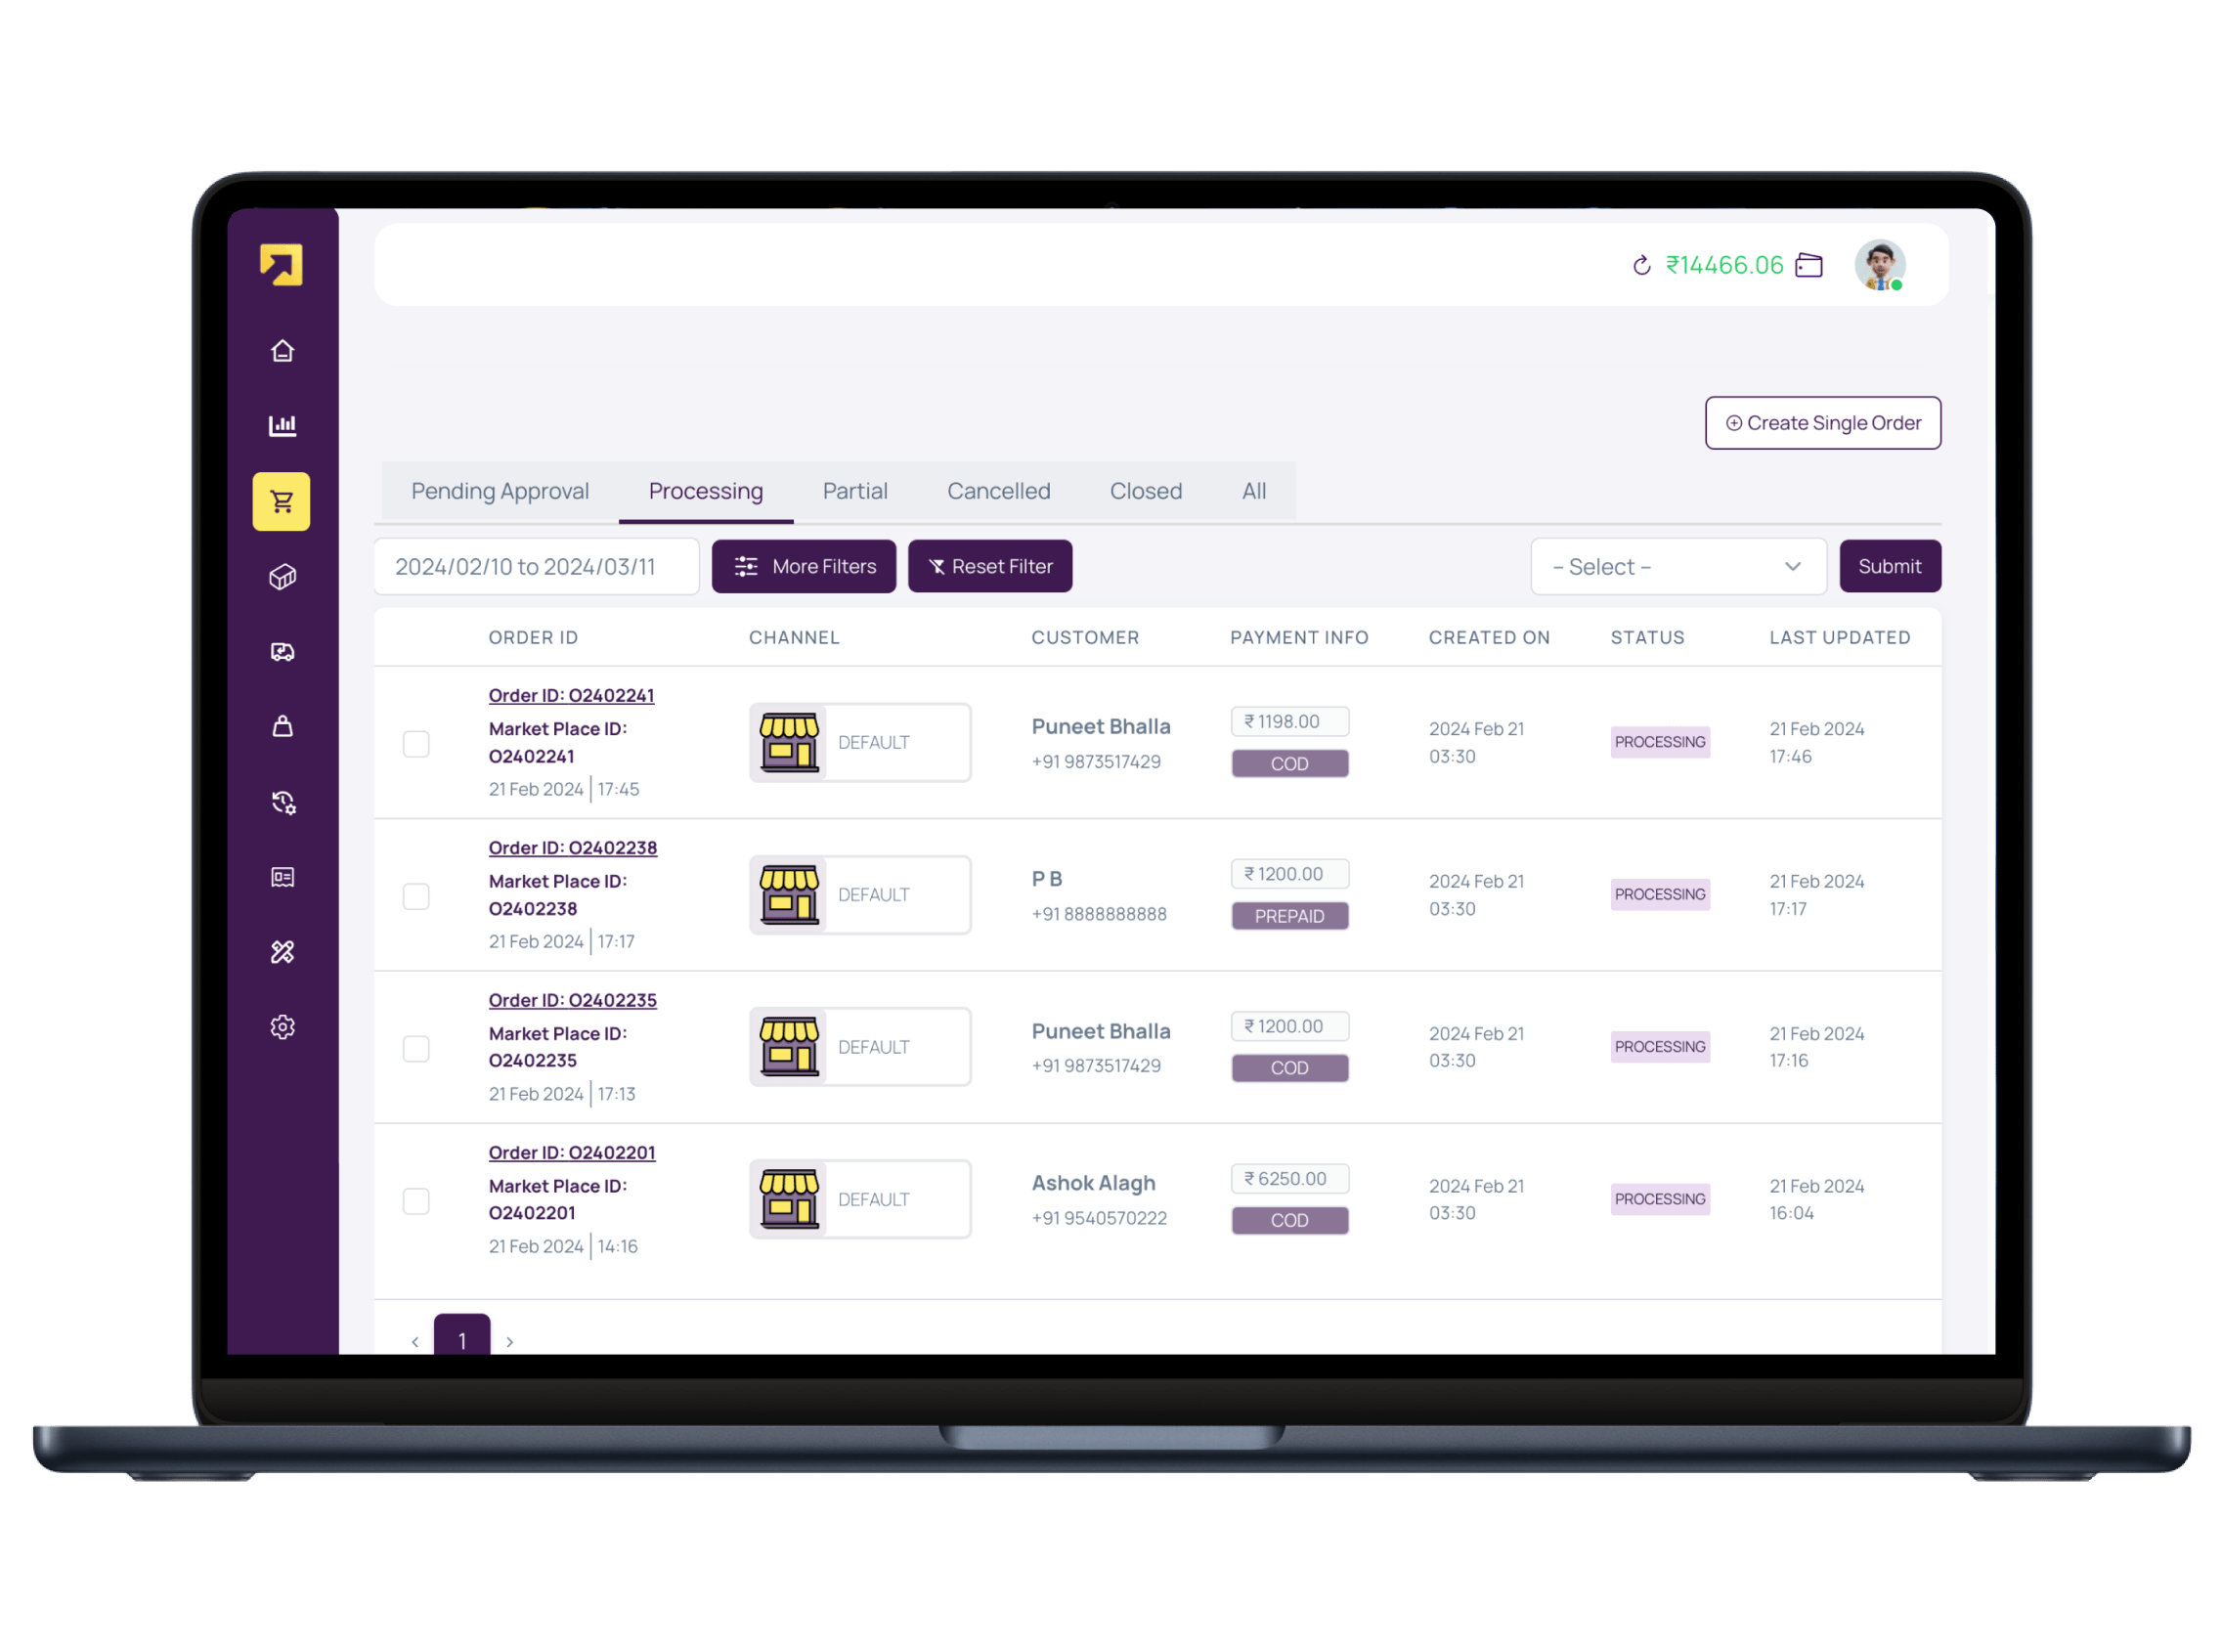 ₹14466.06
Create Single Order
Pending Approval Processing Partial Cancelled Closed All
2024/02/10 to 2024/03/11 More Filters Reset Filter – Select – Submit
ORDER ID CHANNEL CUSTOMER PAYMENT INFO CREATED ON STATUS LAST UPDATED
Order ID: O2402241
Market Place ID:
O2402241
21 Feb 2024 | 17:45
DEFAULT
Puneet Bhalla
+91 9873517429
₹ 1198.00
COD
2024 Feb 21
03:30
PROCESSING
21 Feb 2024
17:46
Order ID: O2402238
Market Place ID:
O2402238
21 Feb 2024 | 17:17
DEFAULT
P B
+91 8888888888
₹ 1200.00
PREPAID
2024 Feb 21
03:30
PROCESSING
21 Feb 2024
17:17
Order ID: O2402235
Market Place ID:
O2402235
21 Feb 2024 | 17:13
DEFAULT
Puneet Bhalla
+91 9873517429
₹ 1200.00
COD
2024 Feb 21
03:30
PROCESSING
21 Feb 2024
17:16
Order ID: O2402201
Market Place ID:
O2402201
21 Feb 2024 | 14:16
DEFAULT
Ashok Alagh
+91 9540570222
₹ 6250.00
COD
2024 Feb 21
03:30
PROCESSING
21 Feb 2024
16:04
‹ 1 ›